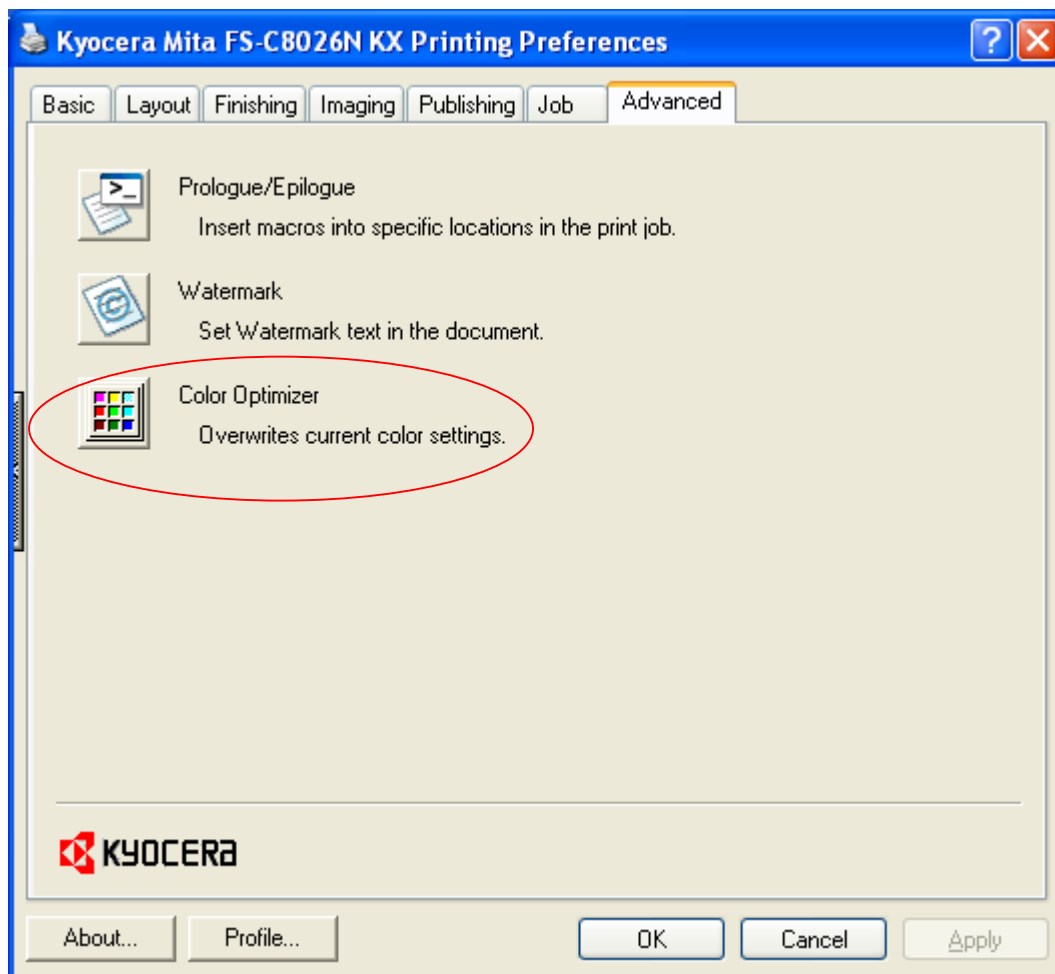 Kyocera Mita FS-C8026N KX Printing Preferences
Basic Layout Finishing Imaging Publishing Job Advanced
Prologue/Epilogue
Insert macros into specific locations in the print job.
Watermark
Set Watermark text in the document.
Color Optimizer
Overwrites current color settings.
KYOCERA
About... Profile... OK Cancel Apply